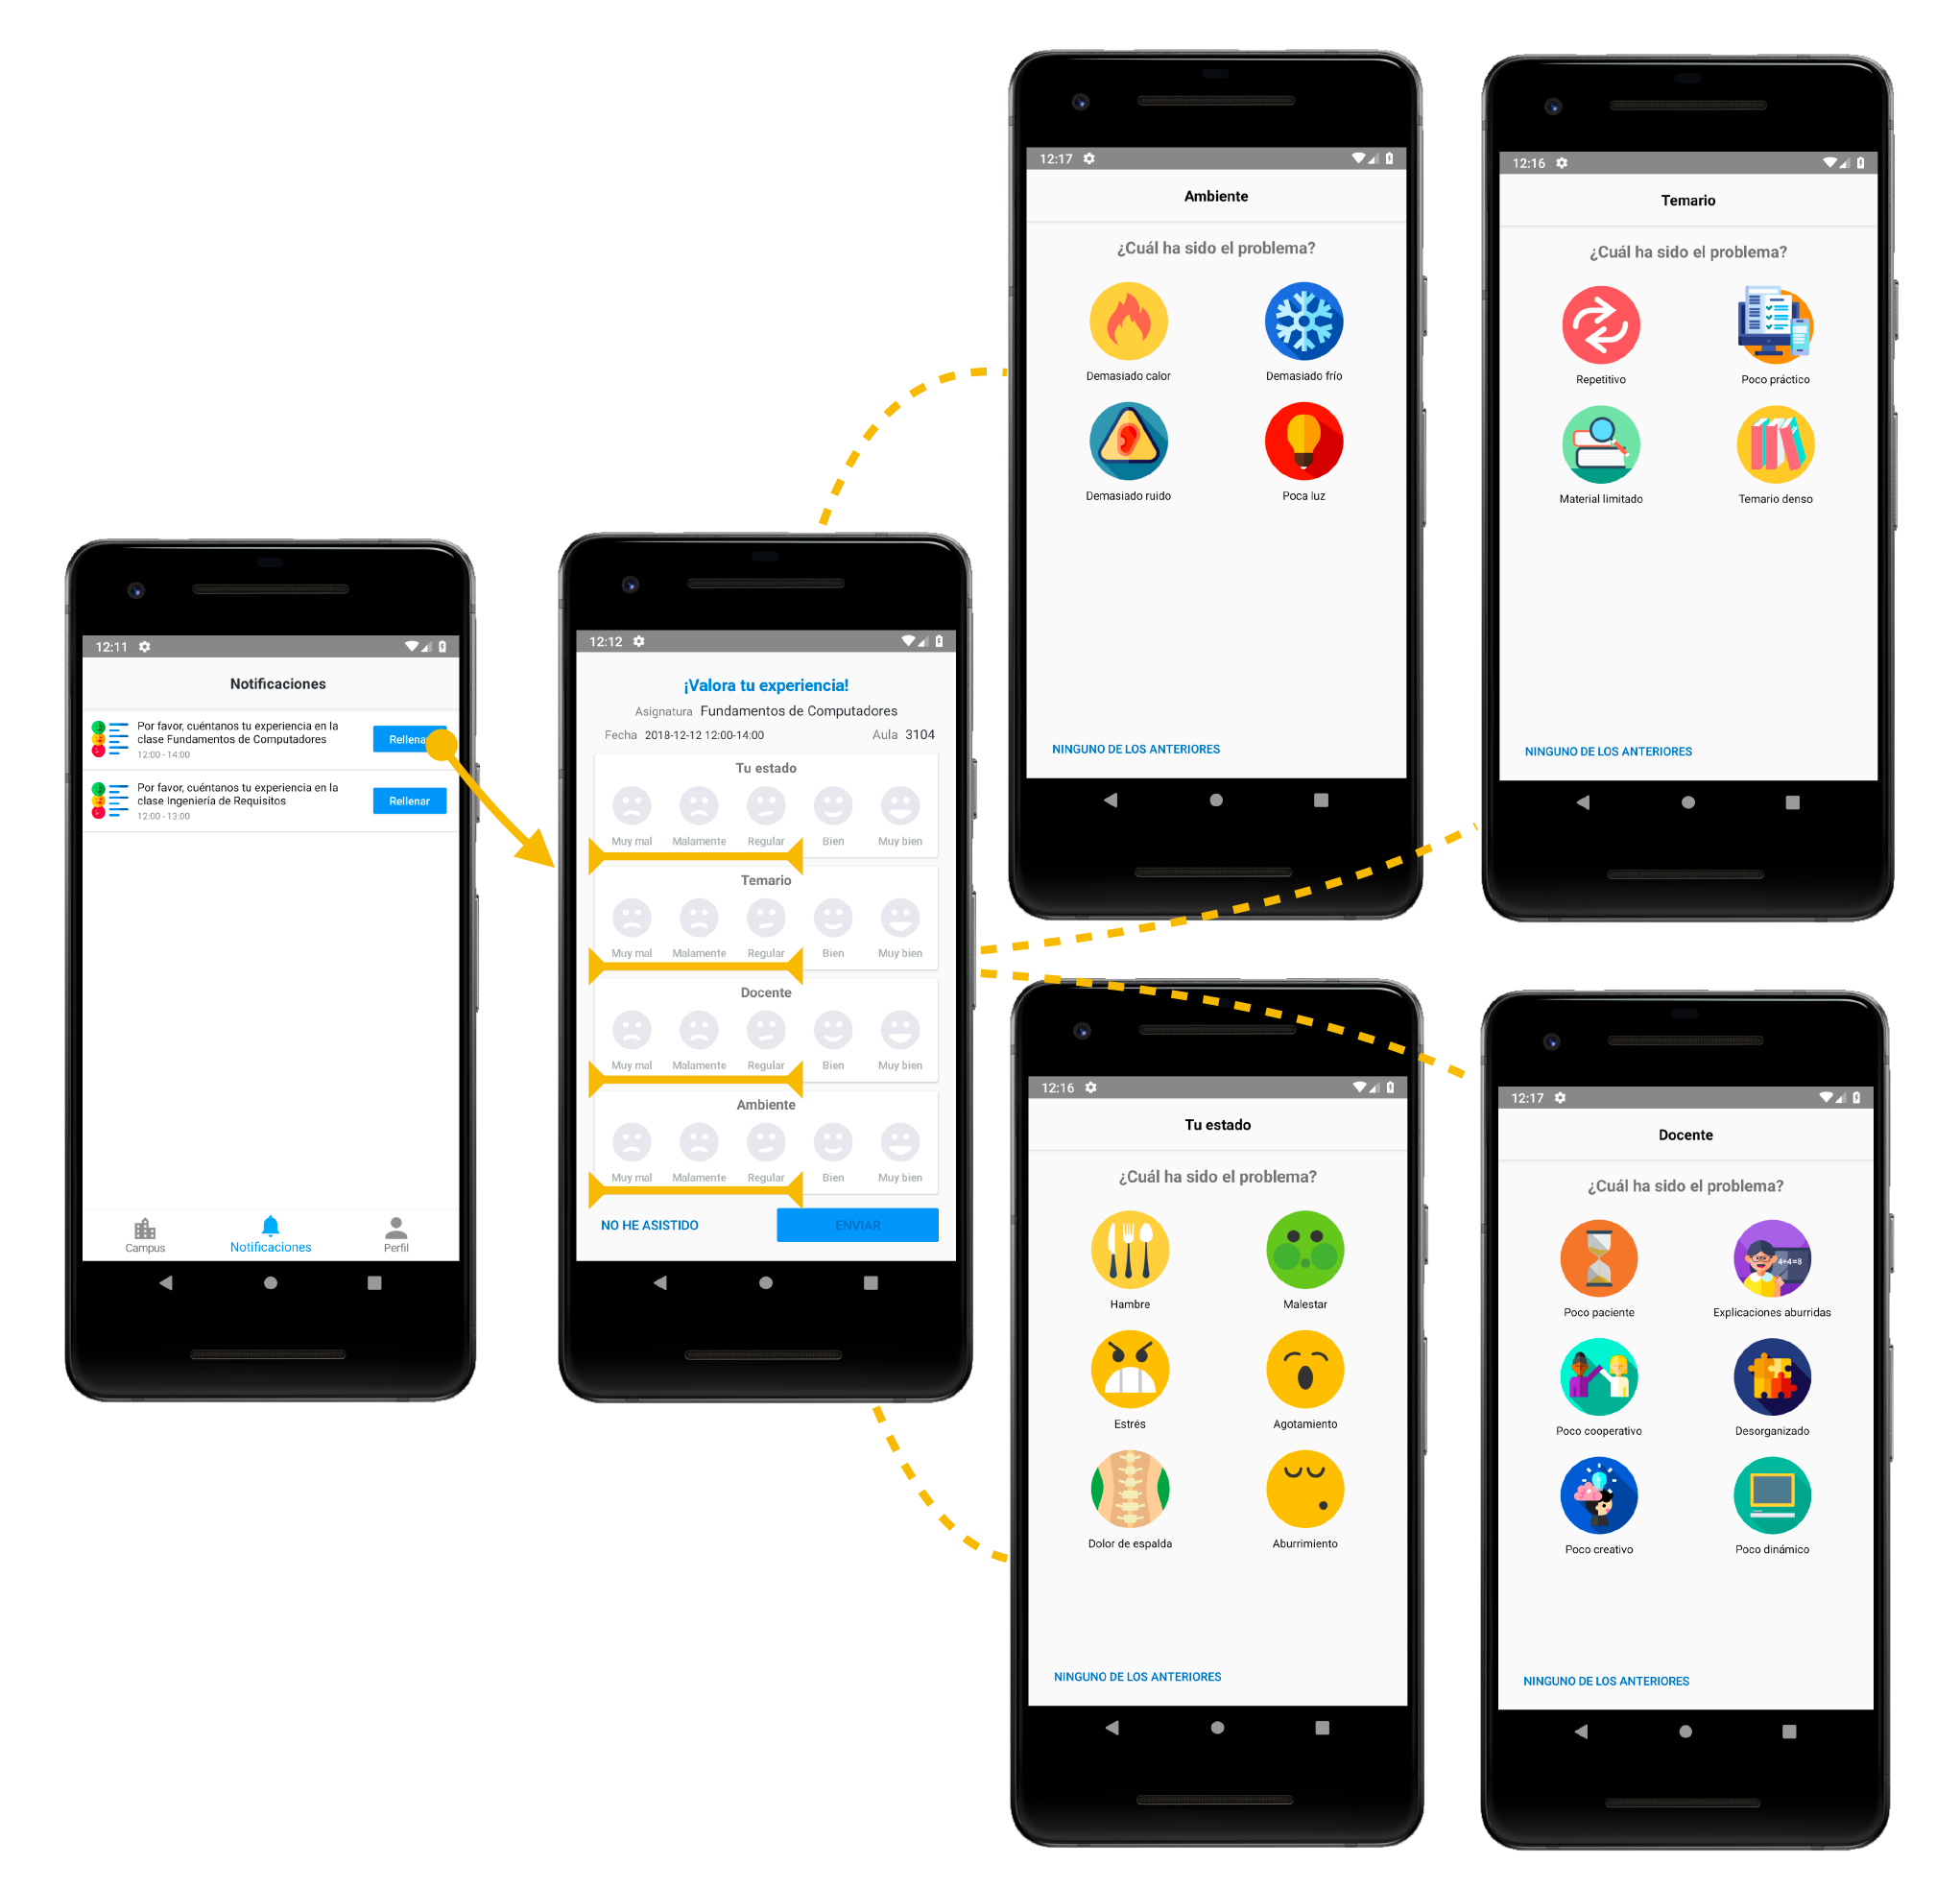 12:11
Notificaciones
Por favor, cuéntanos tu experiencia en la
clase Fundamentos de Computadores
12:00 - 14:00
Rellenar
Por favor, cuéntanos tu experiencia en la
clase Ingeniería de Requisitos
12:00 - 13:00
Rellenar
Campus
Notificaciones
Perfil
12:12
¡Valora tu experiencia!
Asignatura Fundamentos de Computadores
Fecha 2018-12-12 12:00-14:00 Aula 3104
Tu estado
Muy mal Malamente Regular Bien Muy bien
Temario
Muy mal Malamente Regular Bien Muy bien
Docente
Muy mal Malamente Regular Bien Muy bien
Ambiente
Muy mal Malamente Regular Bien Muy bien
NO HE ASISTIDO ENVIAR
12:17
Ambiente
¿Cuál ha sido el problema?
Demasiado calor Demasiado frío
Demasiado ruido Poca luz
NINGUNO DE LOS ANTERIORES
12:16
Temario
¿Cuál ha sido el problema?
Repetitivo Poco práctico
Material limitado Temario denso
NINGUNO DE LOS ANTERIORES
12:16
Tu estado
¿Cuál ha sido el problema?
Hambre Malestar
Estrés Agotamiento
Dolor de espalda Aburrimiento
NINGUNO DE LOS ANTERIORES
12:17
Docente
¿Cuál ha sido el problema?
4+4=8
Poco paciente Explicaciones aburridas
Poco cooperativo Desorganizado
Poco creativo Poco dinámico
NINGUNO DE LOS ANTERIORES